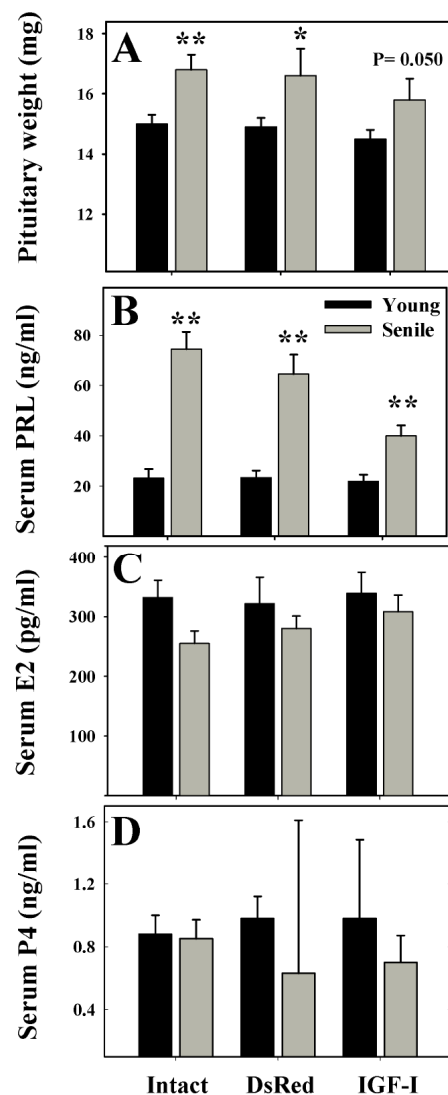 A
Pituitary weight (mg)
18
16
14
12
**
*
P= 0.050
B
Serum PRL (ng/ml)
80
60
40
20
**
**
**
Young
Senile
C
Serum E2 (pg/ml)
400
300
200
100
D
Serum P4 (ng/ml)
1.6
1.2
0.8
0.4
Intact DsRed IGF-I